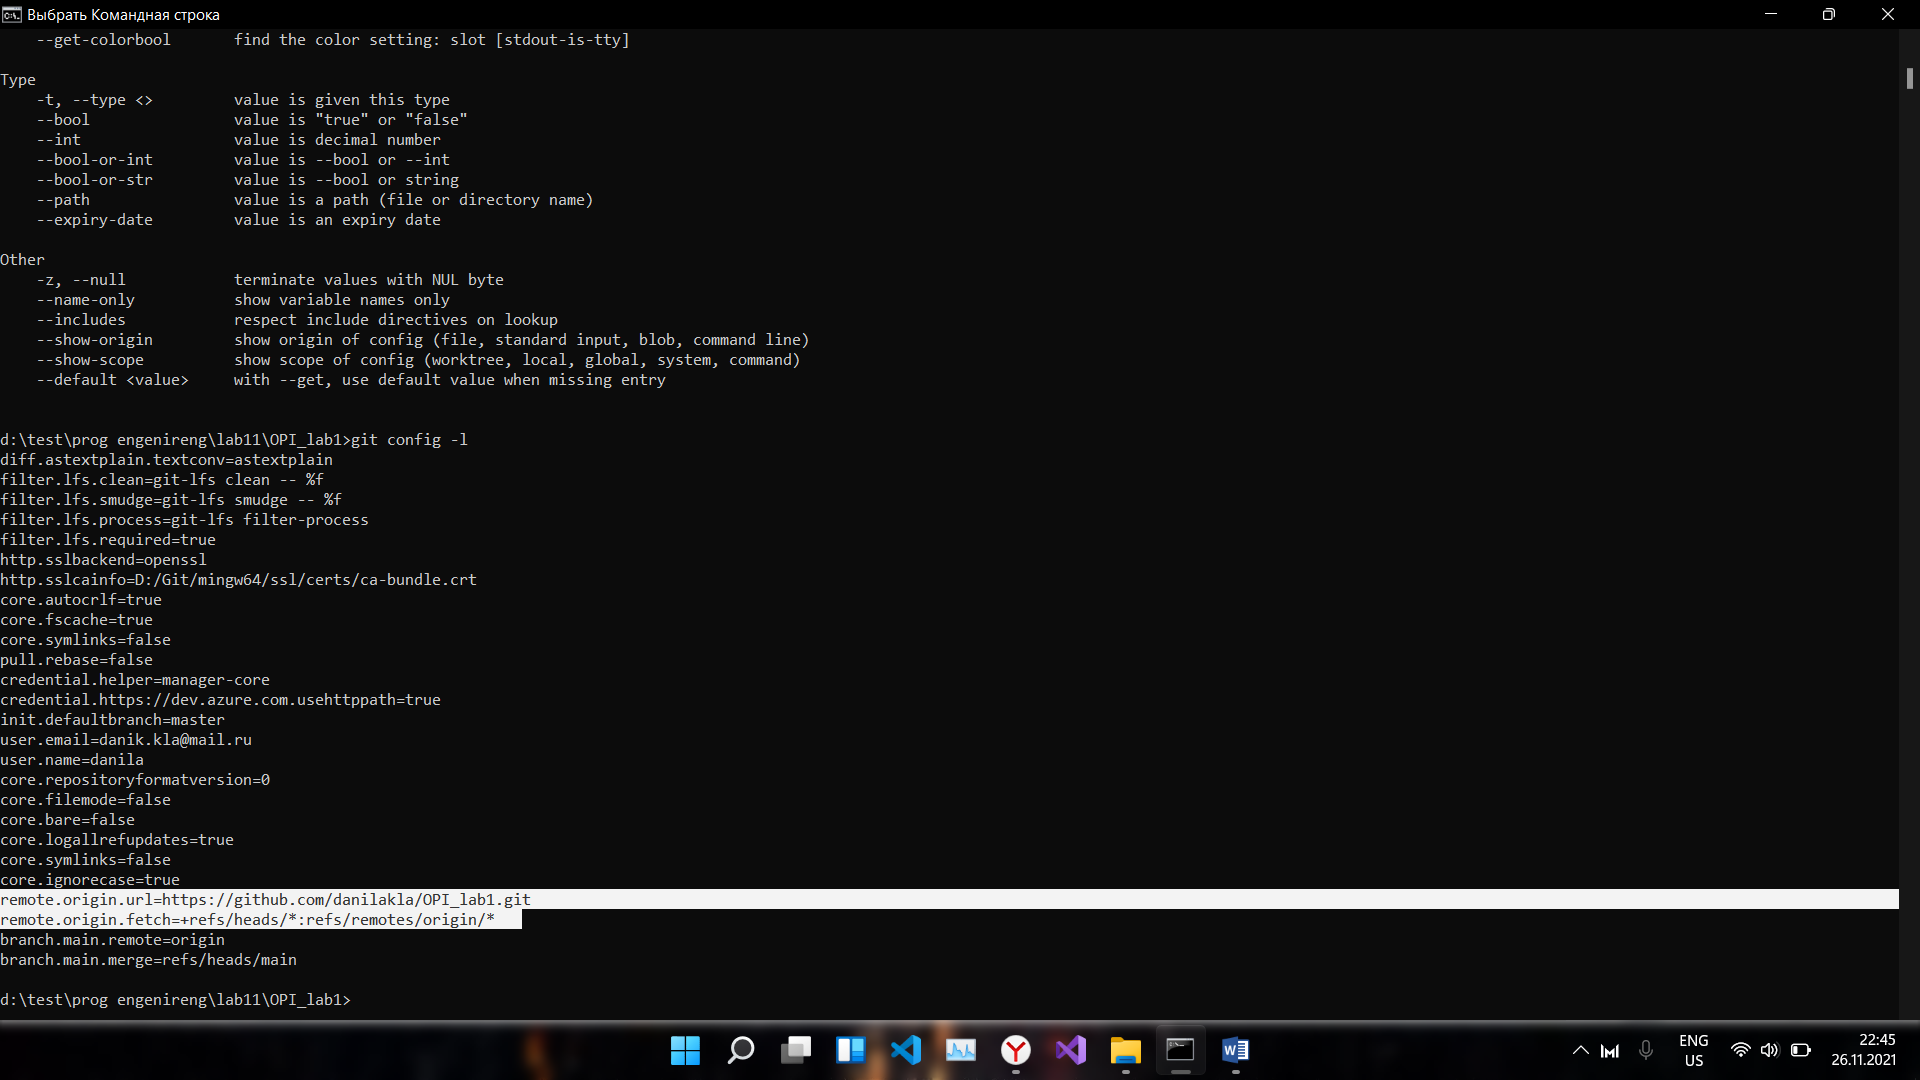 Выбрать Командная строка
    --get-colorbool       find the color setting: slot [stdout-is-tty]
Type
    -t, --type <>         value is given this type
    --bool                value is "true" or "false"
    --int                 value is decimal number
    --bool-or-int         value is --bool or --int
    --bool-or-str         value is --bool or string
    --path                value is a path (file or directory name)
    --expiry-date         value is an expiry date
Other
    -z, --null            terminate values with NUL byte
    --name-only           show variable names only
    --includes            respect include directives on lookup
    --show-origin         show origin of config (file, standard input, blob, command line)
    --show-scope          show scope of config (worktree, local, global, system, command)
    --default <value>     with --get, use default value when missing entry
d:\test\prog engenireng\lab11\OPI_lab1>git config -l
diff.astextplain.textconv=astextplain
filter.lfs.clean=git-lfs clean -- %f
filter.lfs.smudge=git-lfs smudge -- %f
filter.lfs.process=git-lfs filter-process
filter.lfs.required=true
http.sslbackend=openssl
http.sslcainfo=D:/Git/mingw64/ssl/certs/ca-bundle.crt
core.autocrlf=true
core.fscache=true
core.symlinks=false
pull.rebase=false
credential.helper=manager-core
credential.https://dev.azure.com.usehttppath=true
init.defaultbranch=master
user.email=danik.kla@mail.ru
user.name=danila
core.repositoryformatversion=0
core.filemode=false
core.bare=false
core.logallrefupdates=true
core.symlinks=false
core.ignorecase=true
remote.origin.url=https://github.com/danilakla/OPI_lab1.git
remote.origin.fetch=+refs/heads/*:refs/remotes/origin/*
branch.main.remote=origin
branch.main.merge=refs/heads/main
d:\test\prog engenireng\lab11\OPI_lab1>
ENG
US
22:45
26.11.2021